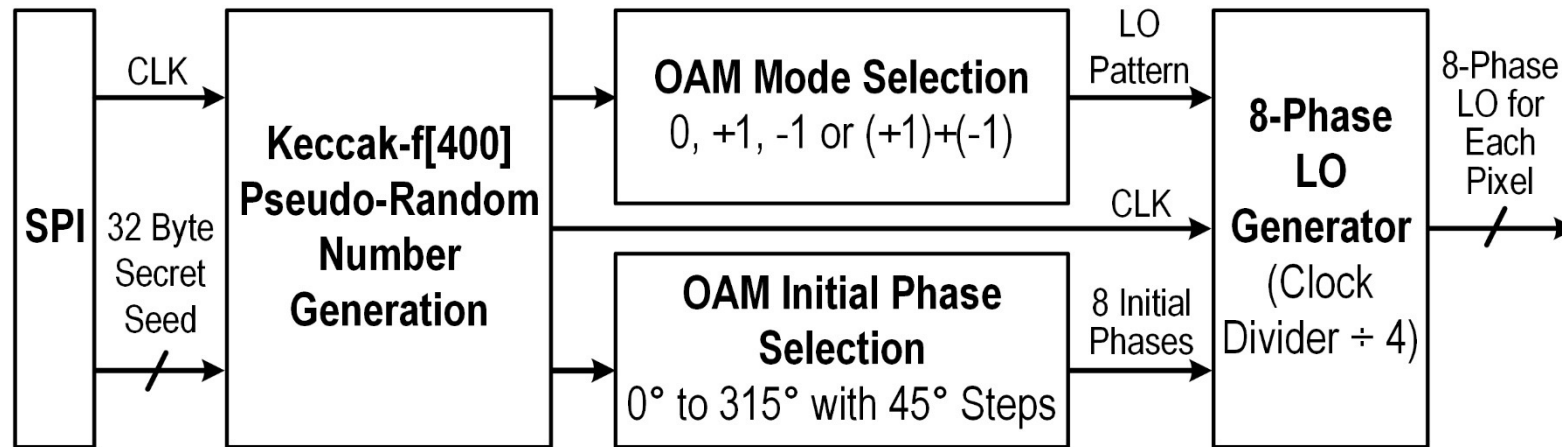 SPI
CLK
32 Byte
Secret
Seed
Keccak-f[400]
Pseudo-Random
Number
Generation
OAM Mode Selection
0, +1, -1 or (+1)+(-1)
OAM Initial Phase
Selection
0° to 315° with 45° Steps
LO
Pattern
CLK
8 Initial
Phases
8-Phase
LO
Generator
(Clock
Divider ÷ 4)
8-Phase
LO for
Each
Pixel